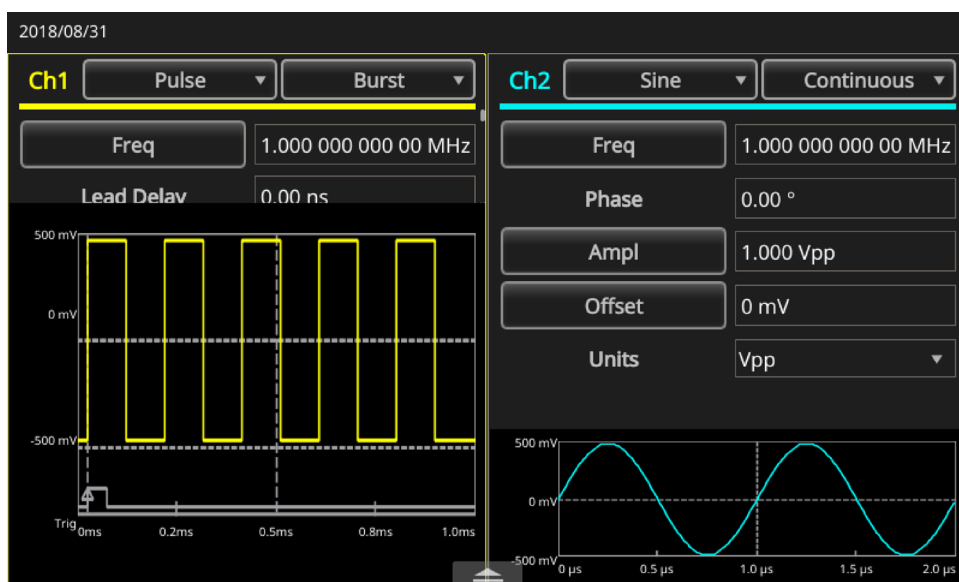 2018/08/31
Ch1 Pulse Burst
Freq 1.000 000 000 00 MHz
Lead Delay 0.00 ns
500 mV
0 mV
-500 mV
Trig
0ms 0.2ms 0.5ms 0.8ms 1.0ms
Ch2 Sine Continuous
Freq 1.000 000 000 00 MHz
Phase 0.00 °
Ampl 1.000 Vpp
Offset 0 mV
Units Vpp
500 mV
0 mV
-500 mV
0 µs 0.5 µs 1.0 µs 1.5 µs 2.0 µs